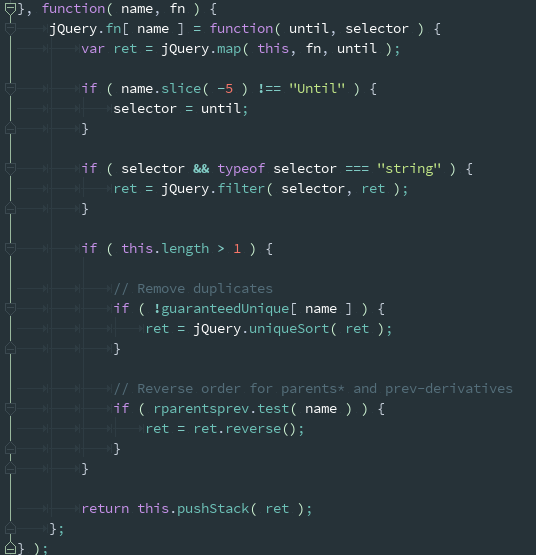 }, function( name, fn ) {
    jQuery.fn[ name ] = function( until, selector ) {
        var ret = jQuery.map( this, fn, until );

        if ( name.slice( -5 ) !== "Until" ) {
            selector = until;
        }

        if ( selector && typeof selector === "string" ) {
            ret = jQuery.filter( selector, ret );
        }

        if ( this.length > 1 ) {

            // Remove duplicates
            if ( !guaranteedUnique[ name ] ) {
                ret = jQuery.uniqueSort( ret );
            }

            // Reverse order for parents* and prev-derivatives
            if ( rparentsprev.test( name ) ) {
                ret = ret.reverse();
            }
        }

        return this.pushStack( ret );
    };
} );